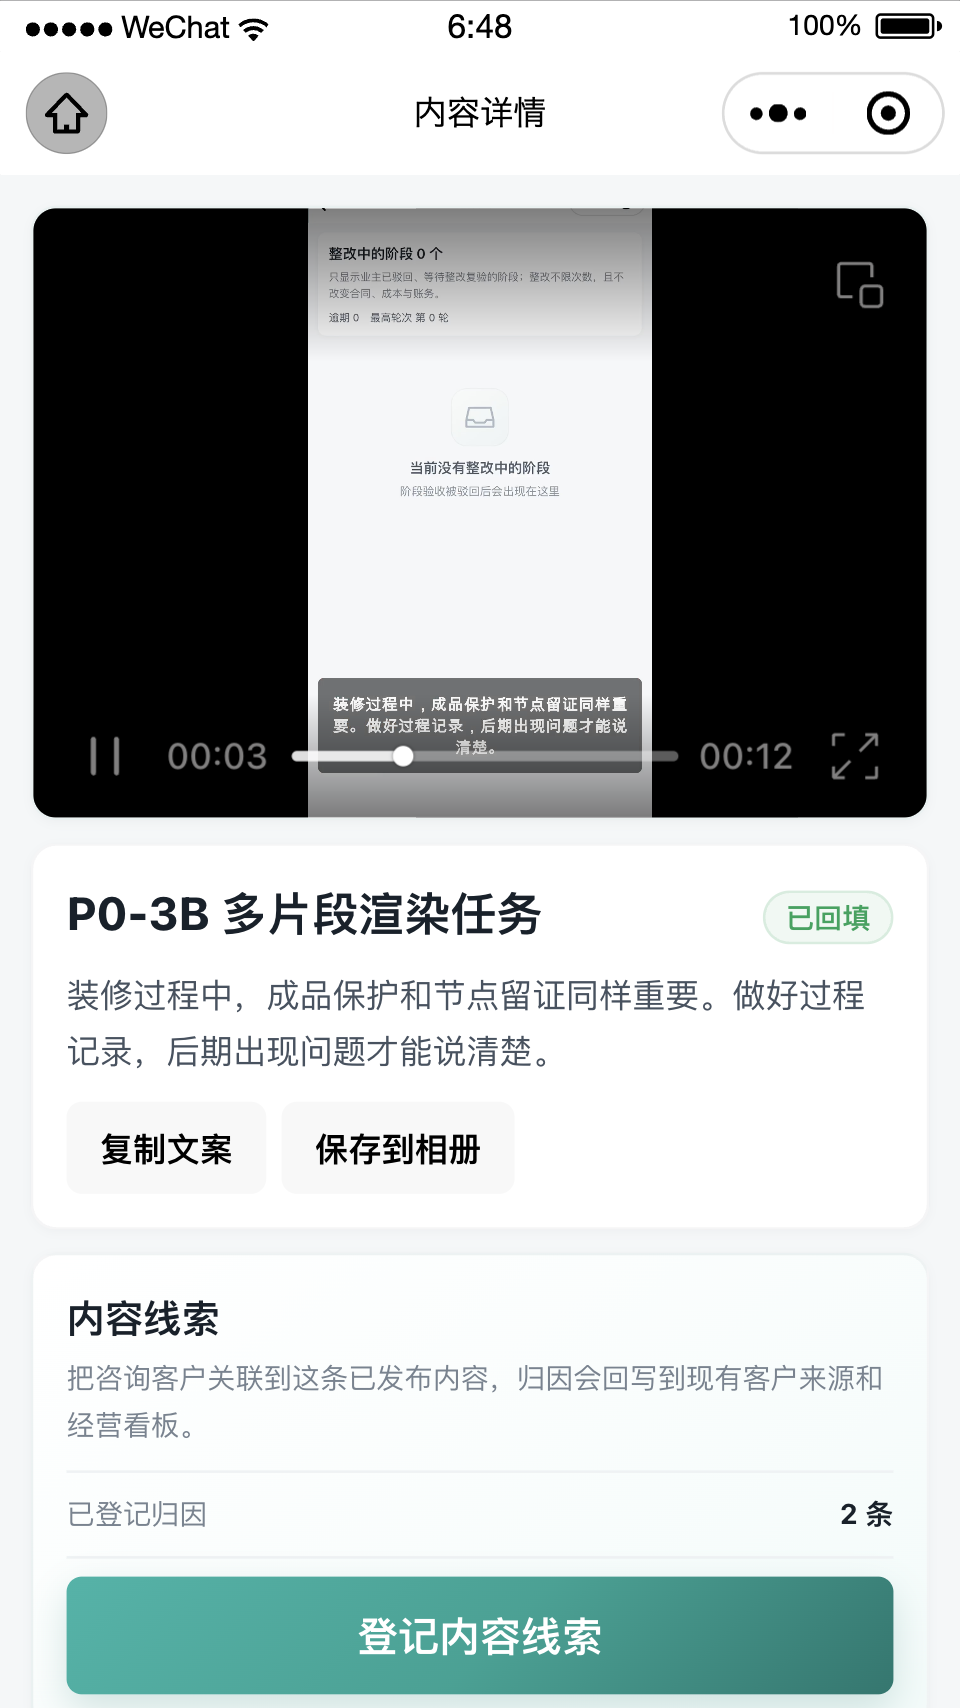 WeChat
6:48
100%
内容详情
整改中的阶段 0 个
只显示业主已驳回、等待整改复验的阶段；整改不限次数，且不
改变合同、成本与账务。
逾期 0 最高轮次 第 0 轮
当前没有整改中的阶段
阶段验收被驳回后会出现在这里
装修过程中，成品保护和节点留证同样重
要。做好过程记录，后期出现问题才能说
清楚。
00:03
00:12
P0-3B 多片段渲染任务
已回填
装修过程中，成品保护和节点留证同样重要。做好过程
记录，后期出现问题才能说清楚。
复制文案
保存到相册
内容线索
把咨询客户关联到这条已发布内容，归因会回写到现有客户来源和
经营看板。
已登记归因
2 条
登记内容线索